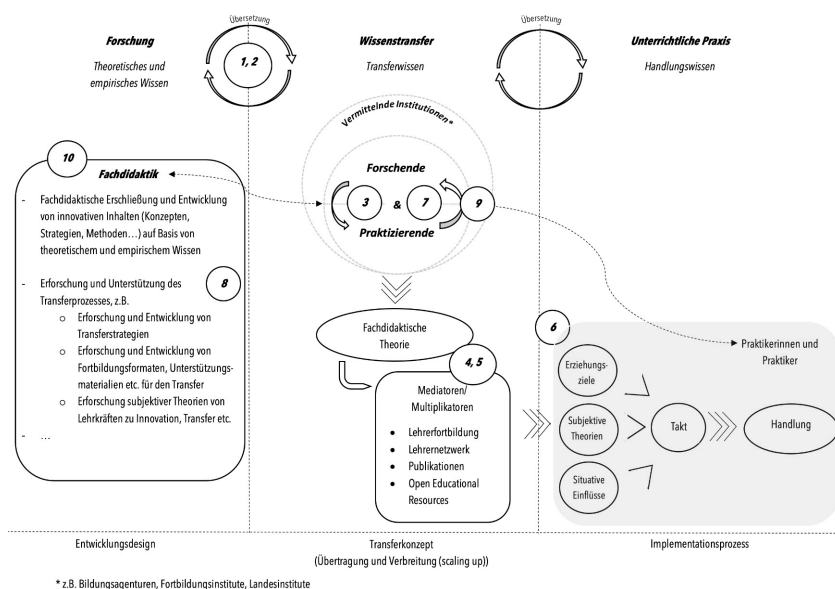 Übersetzung
Übersetzung
Forschung
Wissenstransfer
Unterrichtliche Praxis
Theoretisches und
empirisches Wissen
1, 2
Transferwissen
Handlungswissen
Vermittelnde Institutionen*
10
Fachdidaktik
- Fachdidaktische Erschließung und Entwicklung
von innovativen Inhalten (Konzepten,
Strategien, Methoden…) auf Basis von
theoretischem und empirischem Wissen
- Erforschung und Unterstützung des
Transferprozesses, z.B.
8
o Erforschung und Entwicklung von
Transferstrategien
o Erforschung und Entwicklung von
Fortbildungsformaten, Unterstützungs-
materialien etc. für den Transfer
o Erforschung subjektiver Theorien von
Lehrkräften zu Innovation, Transfer etc.
- …
Forschende
3 & 7
9
Praktizierende
Fachdidaktische
Theorie
4, 5
Mediatoren/
Multiplikatoren
• Lehrerfortbildung
• Lehrernetzwerk
• Publikationen
• Open Educational
Resources
6
Praktikerinnen und
Praktiker
Erziehungs-
ziele
Subjektive
Theorien
Situative
Einflüsse
Takt
Handlung
Entwicklungsdesign
Transferkonzept
(Übertragung und Verbreitung (scaling up))
Implementationsprozess
* z.B. Bildungsagenturen, Fortbildungsinstitute, Landesinstitute